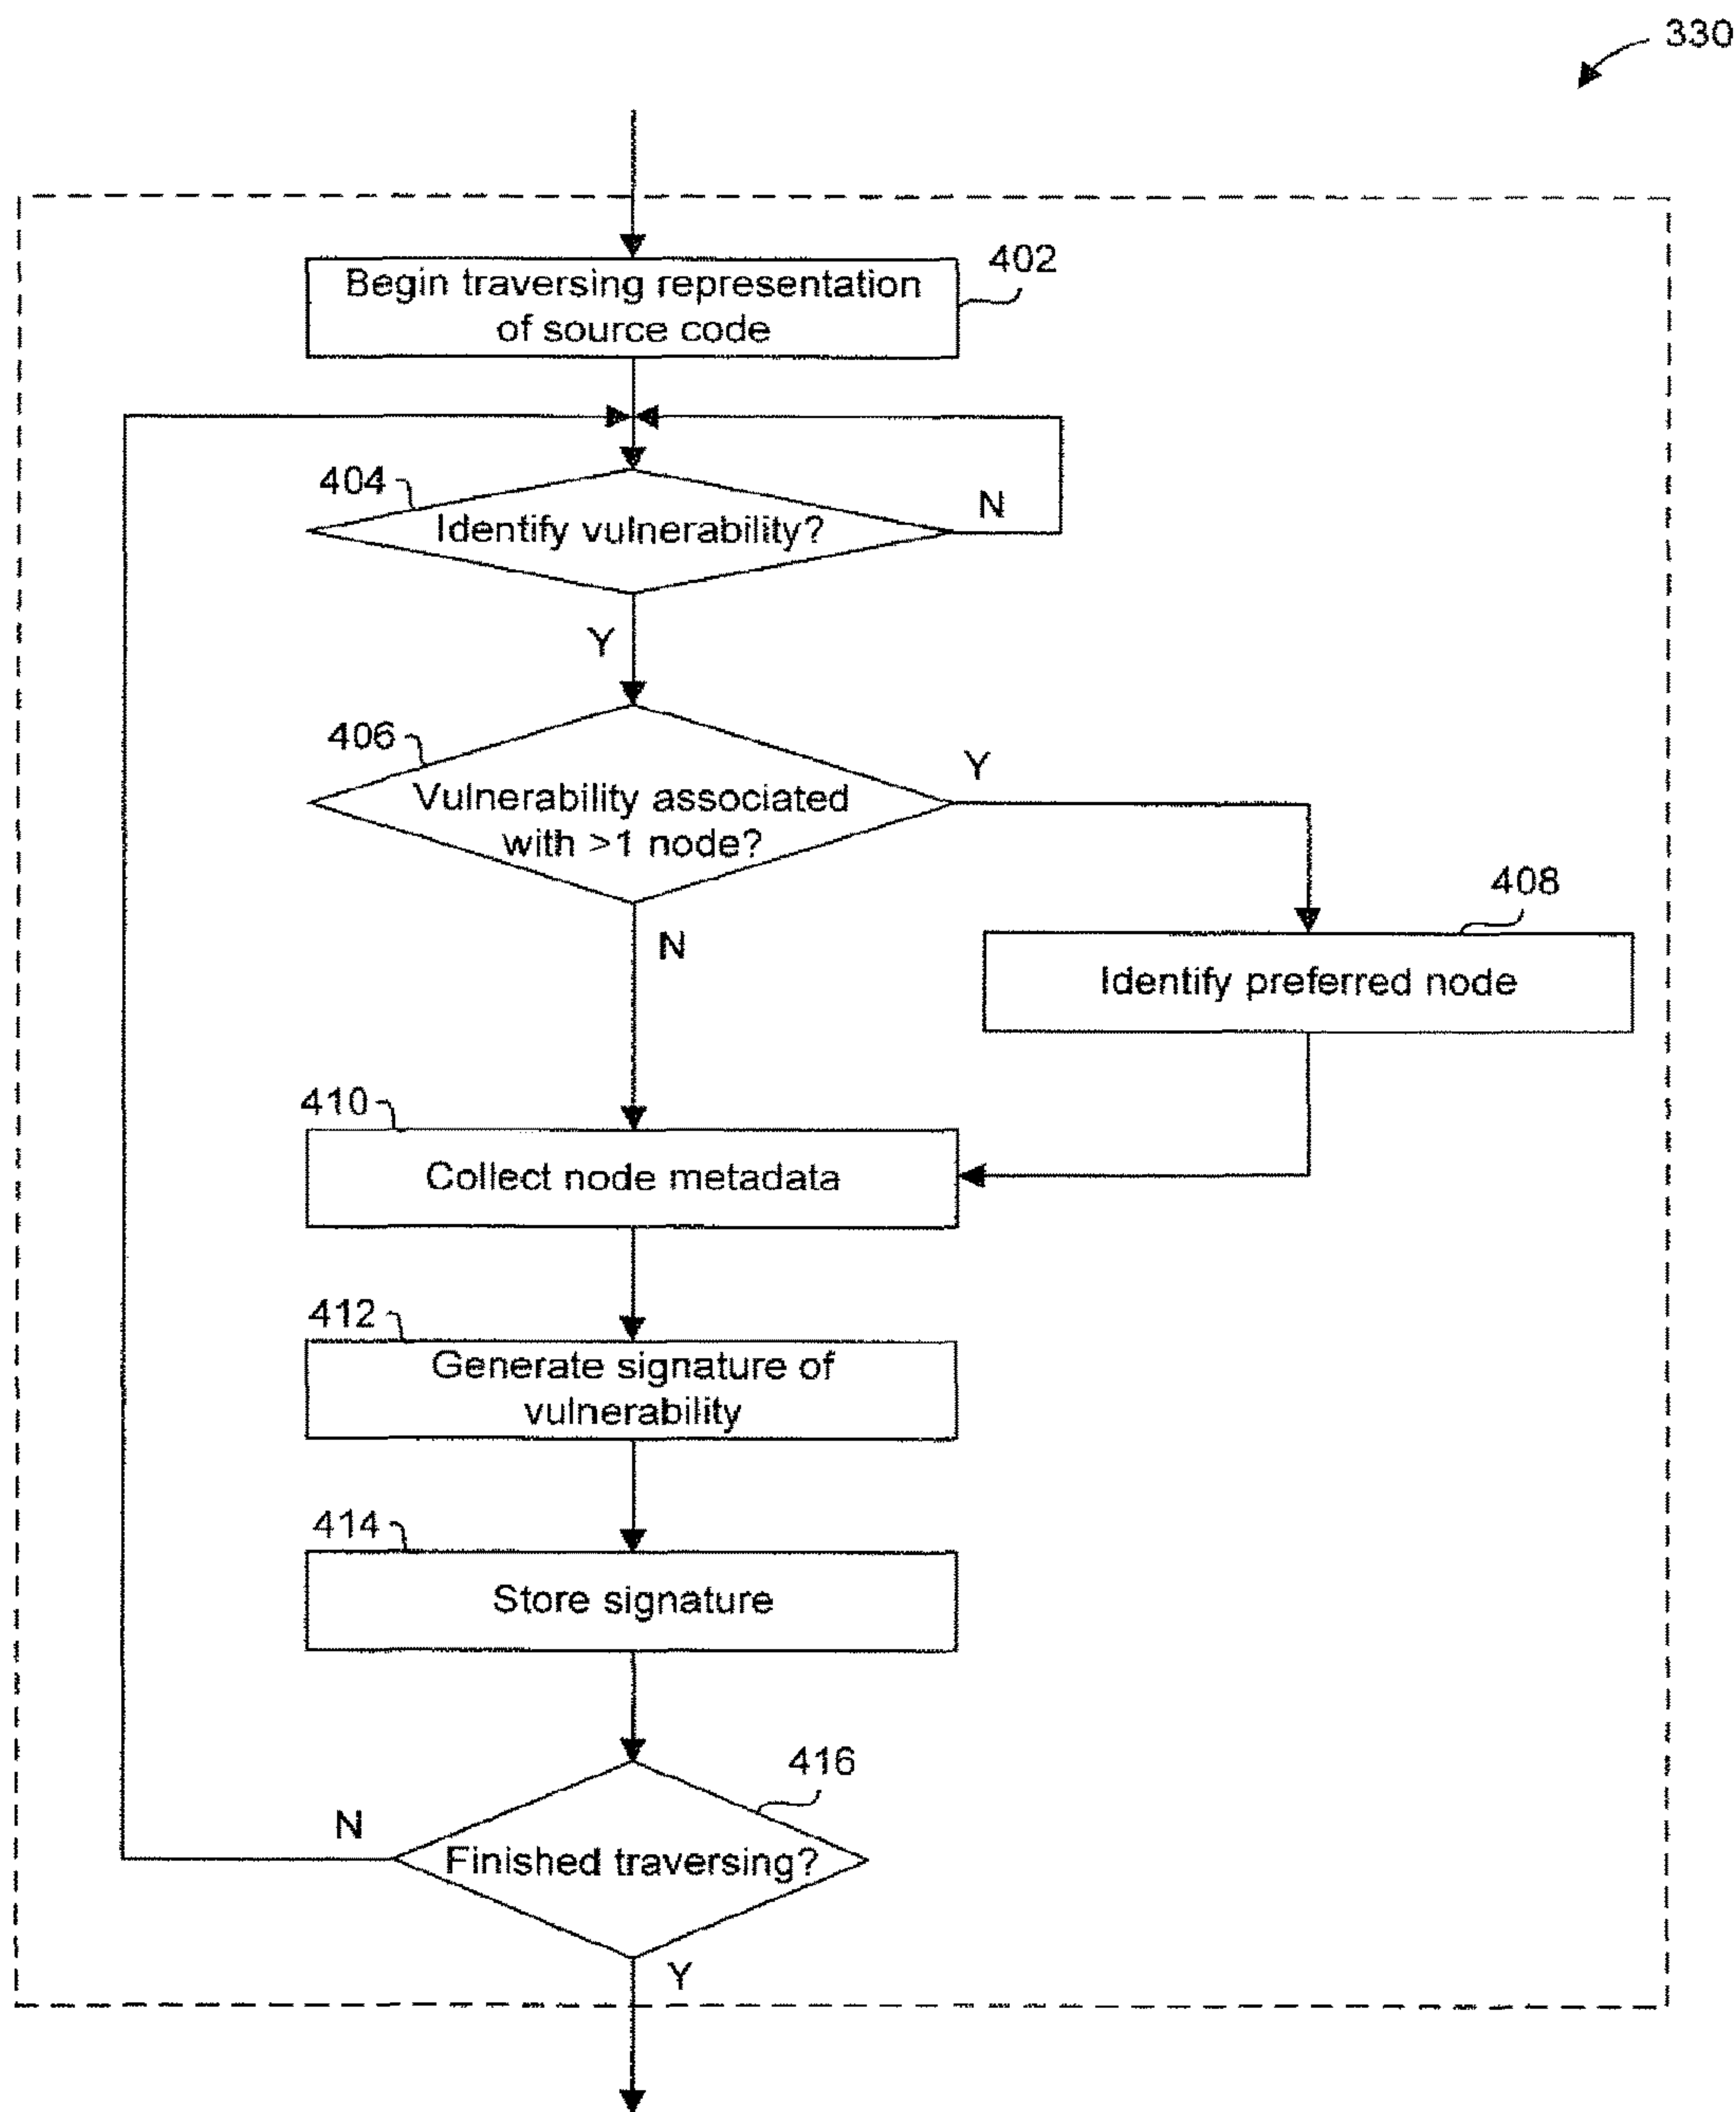 330
402
Begin traversing representation
of source code
404
Identify vulnerability?
N
Y
406
Vulnerability associated
with >1 node?
Y
N
408
Identify preferred node
410
Collect node metadata
412
Generate signature of
vulnerability
414
Store signature
416
Finished traversing?
N
Y